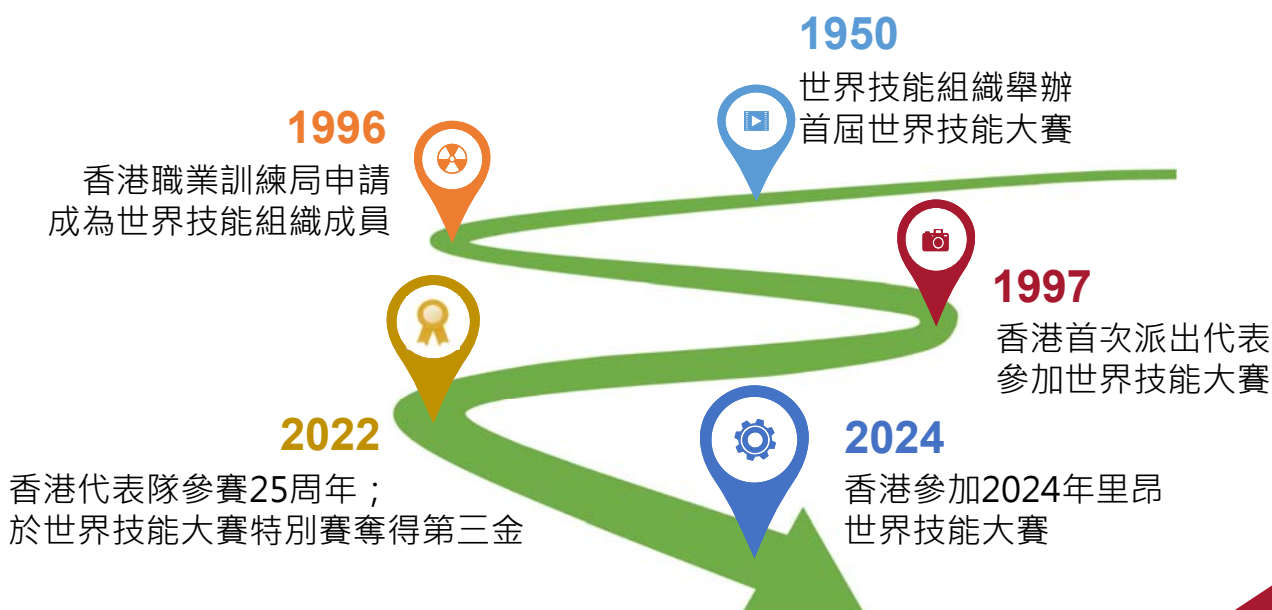 1950
世界技能組織舉辦
首屆世界技能大賽
1996
香港職業訓練局申請
成為世界技能組織成員
1997
香港首次派出代表
參加世界技能大賽
2022
香港代表隊參賽25周年；
於世界技能大賽特別賽奪得第三金
2024
香港參加2024年里昂
世界技能大賽